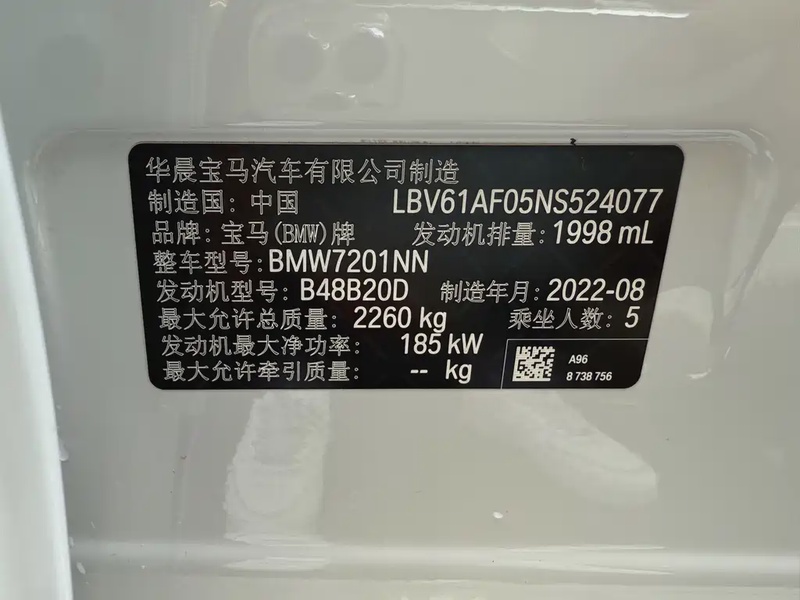 华晨宝马汽车有限公司制造
制造国: 中国 LBV61AF05NS524077
品牌: 宝马(BMW)牌 发动机排量: 1998 mL
整车型号: BMW7201NN
发动机型号: B48B20D 制造年月: 2022-08
最大允许总质量: 2260 kg 乘坐人数: 5
发动机最大净功率: 185 kW
最大允许牵引质量: -- kg
A96
8 738 756